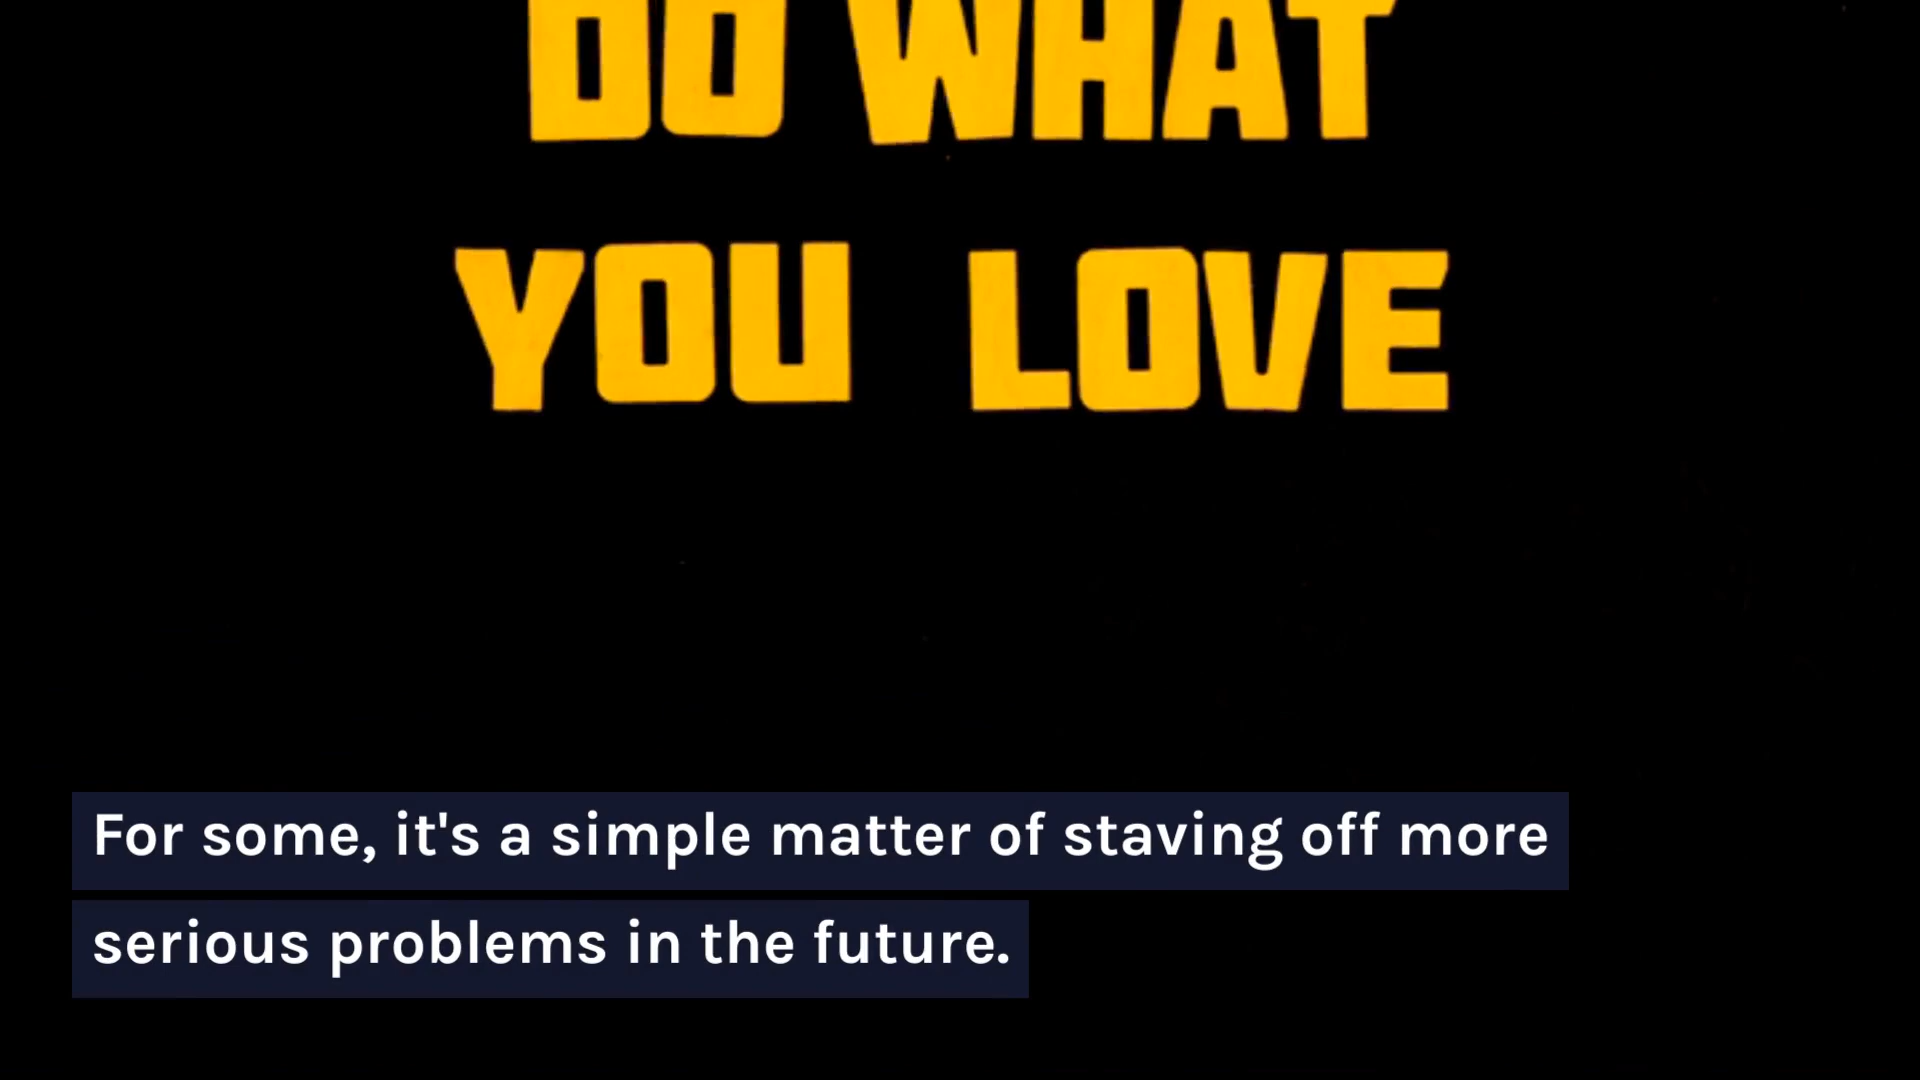 DO WHAT
YOU LOVE
For some, it's a simple matter of staving off more
serious problems in the future.